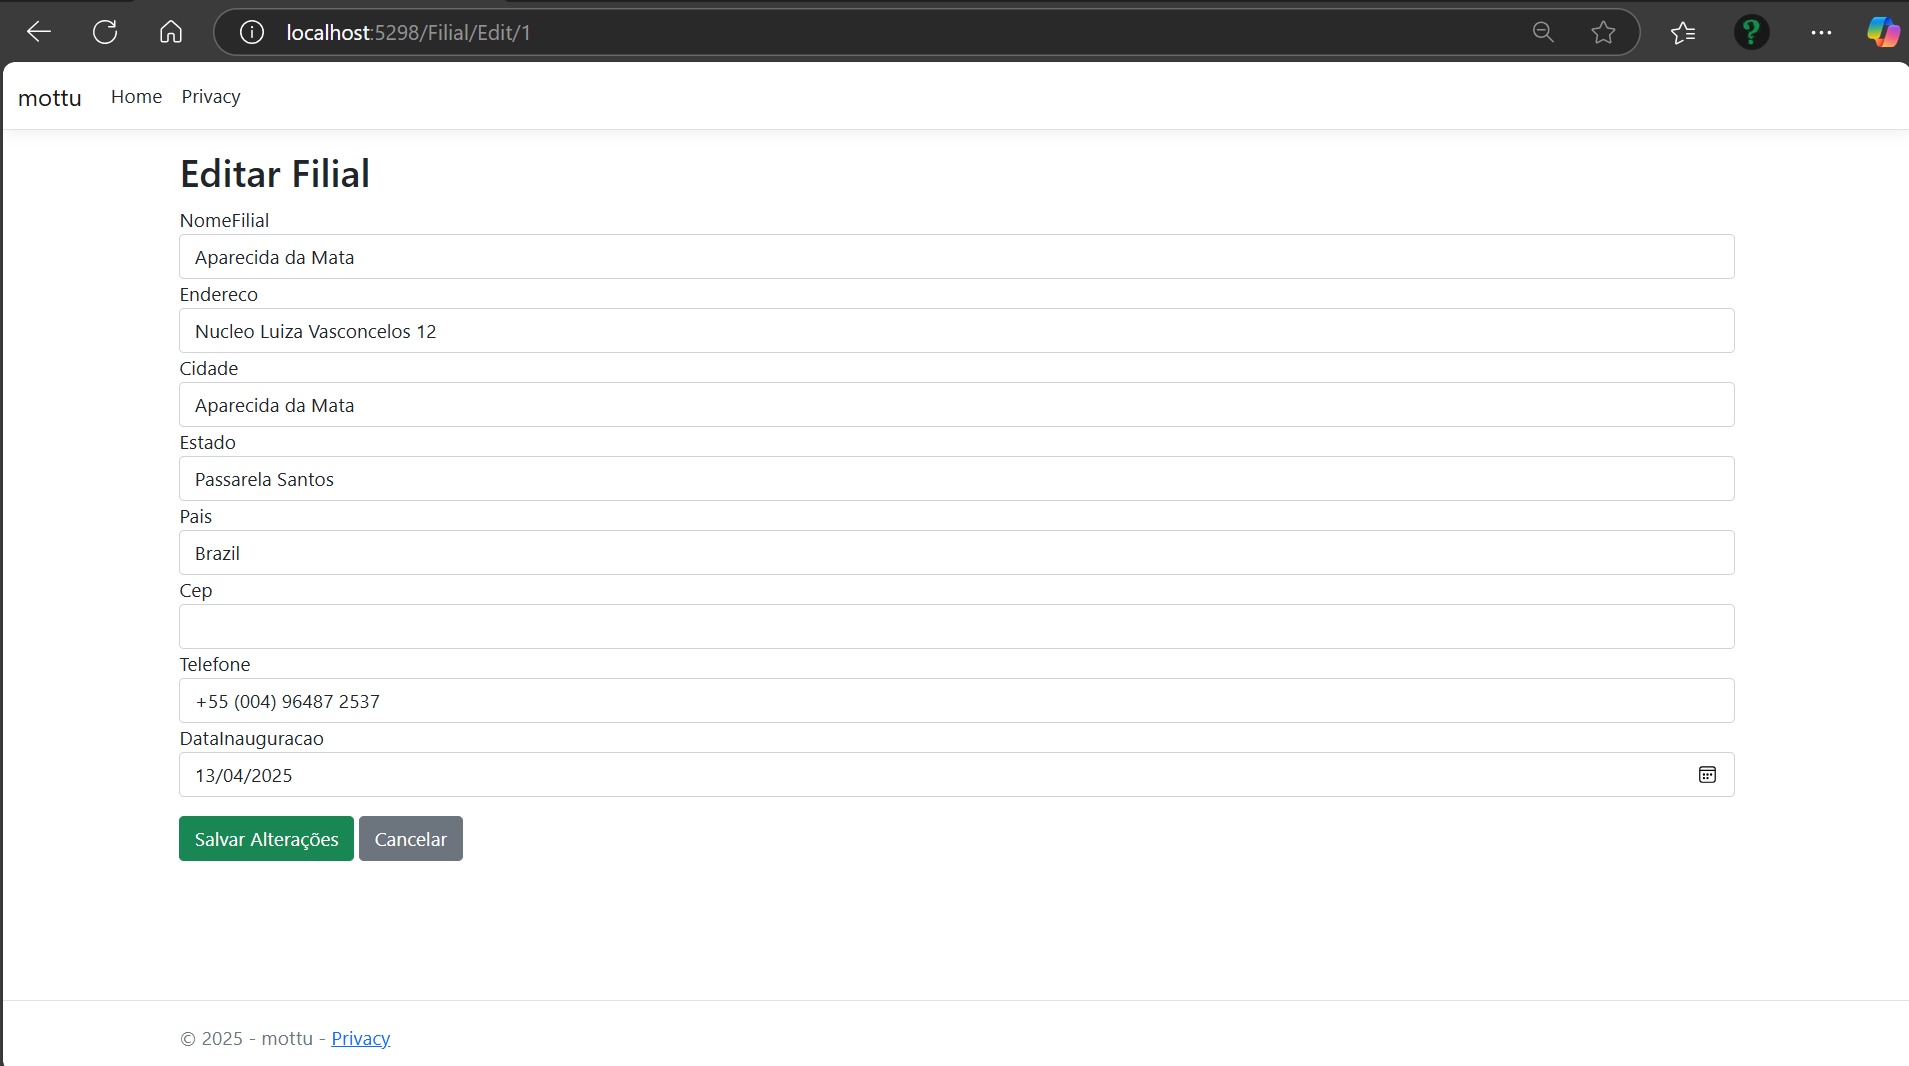 localhost:5298/Filial/Edit/1
mottu Home Privacy
Editar Filial
NomeFilial
Aparecida da Mata
Endereco
Nucleo Luiza Vasconcelos 12
Cidade
Aparecida da Mata
Estado
Passarela Santos
Pais
Brazil
Cep
Telefone
+55 (004) 96487 2537
DataInauguracao
13/04/2025
Salvar Alterações Cancelar
© 2025 - mottu - Privacy